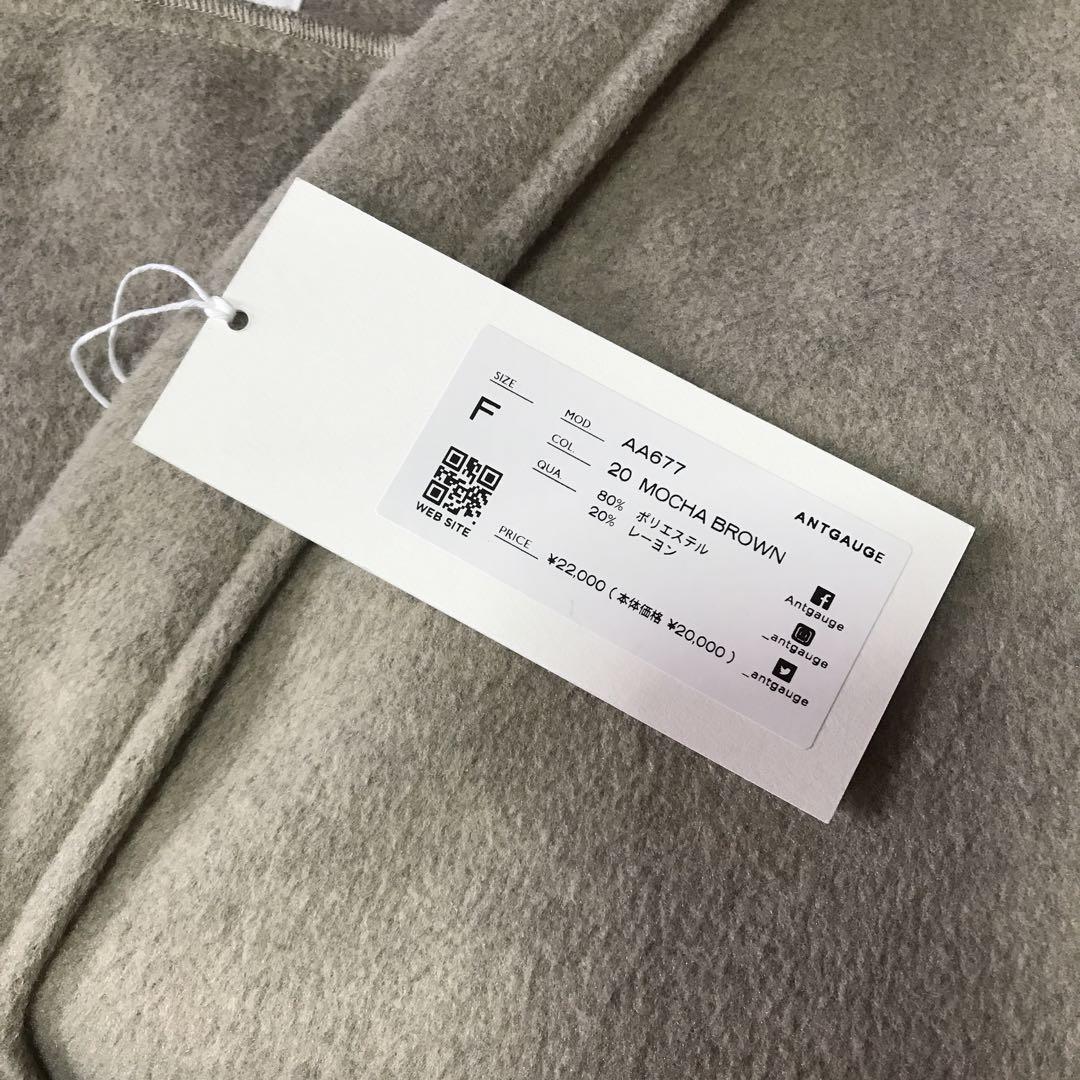 SIZE
F
MOD.
AA677
COL.
20 MOCHA BROWN
QUA.
80% ポリエステル
20% レーヨン
WEB SITE
PRICE
¥22,000 (本体価格 ¥20,000)
ANTGAUGE
Antgauge
_antgauge
_antgauge